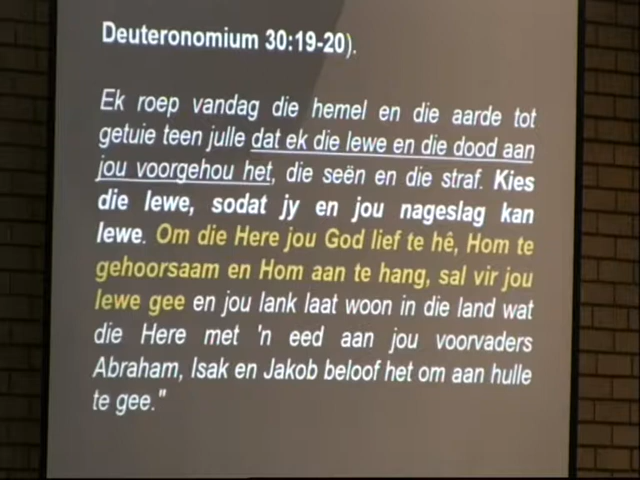 Deuteronomium 30:19-20).
Ek roep vandag die hemel en die aarde tot
getuie teen julle dat ek die lewe en die dood aan
jou voorgehou het, die seën en die straf. Kies
die lewe, sodat jy en jou nageslag kan
lewe. Om die Here jou God lief te hê, Hom te
gehoorsaam en Hom aan te hang, sal vir jou
lewe gee en jou lank laat woon in die land wat
die Here met 'n eed aan jou voorvaders
Abraham, Isak en Jakob beloof het om aan hulle
te gee."